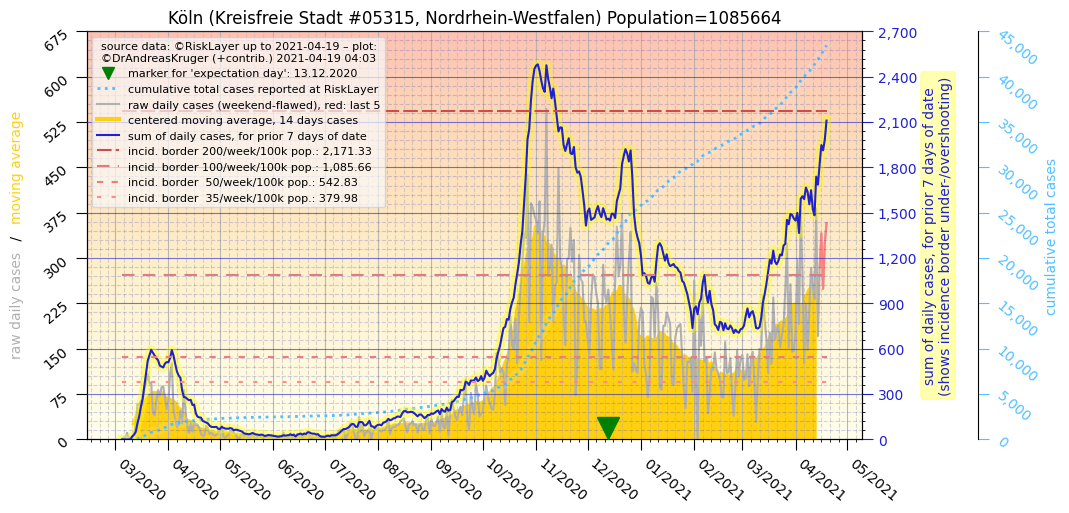 Köln (Kreisfreie Stadt #05315, Nordrhein-Westfalen) Population=1085664
source data: ©RiskLayer up to 2021-04-19 – plot:
©DrAndreasKruger (+contrib.) 2021-04-19 04:03
marker for 'expectation day': 13.12.2020
cumulative total cases reported at RiskLayer
raw daily cases (weekend-flawed), red: last 5
centered moving average, 14 days cases
sum of daily cases, for prior 7 days of date
incid. border 200/week/100k pop.: 2,171.33
incid. border 100/week/100k pop.: 1,085.66
incid. border  50/week/100k pop.: 542.83
incid. border  35/week/100k pop.: 379.98
raw daily cases / moving average
675
600
525
450
375
300
225
150
75
0
03/2020
04/2020
05/2020
06/2020
07/2020
08/2020
09/2020
10/2020
11/2020
12/2020
01/2021
02/2021
03/2021
04/2021
05/2021
2,700
2,400
2,100
1,800
1,500
1,200
900
600
300
0
sum of daily cases, for prior 7 days of date
(shows incidence border under-/overshooting)
45,000
40,000
35,000
30,000
25,000
20,000
15,000
10,000
5,000
0
cumulative total cases